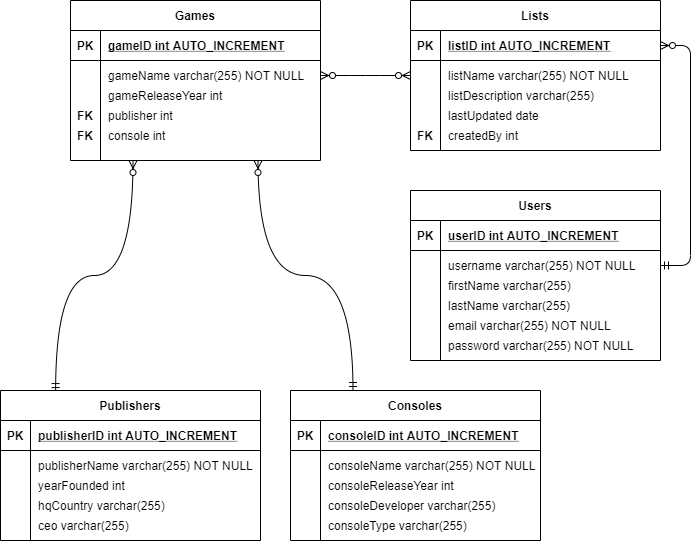 Games
PK gameID int AUTO_INCREMENT
gameName varchar(255) NOT NULL
gameReleaseYear int
FK publisher int
FK console int
Lists
PK listID int AUTO_INCREMENT
listName varchar(255) NOT NULL
listDescription varchar(255)
lastUpdated date
FK createdBy int
Users
PK userID int AUTO_INCREMENT
username varchar(255) NOT NULL
firstName varchar(255)
lastName varchar(255)
email varchar(255) NOT NULL
password varchar(255) NOT NULL
Publishers
PK publisherID int AUTO_INCREMENT
publisherName varchar(255) NOT NULL
yearFounded int
hqCountry varchar(255)
ceo varchar(255)
Consoles
PK consoleID int AUTO_INCREMENT
consoleName varchar(255) NOT NULL
consoleReleaseYear int
consoleDeveloper varchar(255)
consoleType varchar(255)